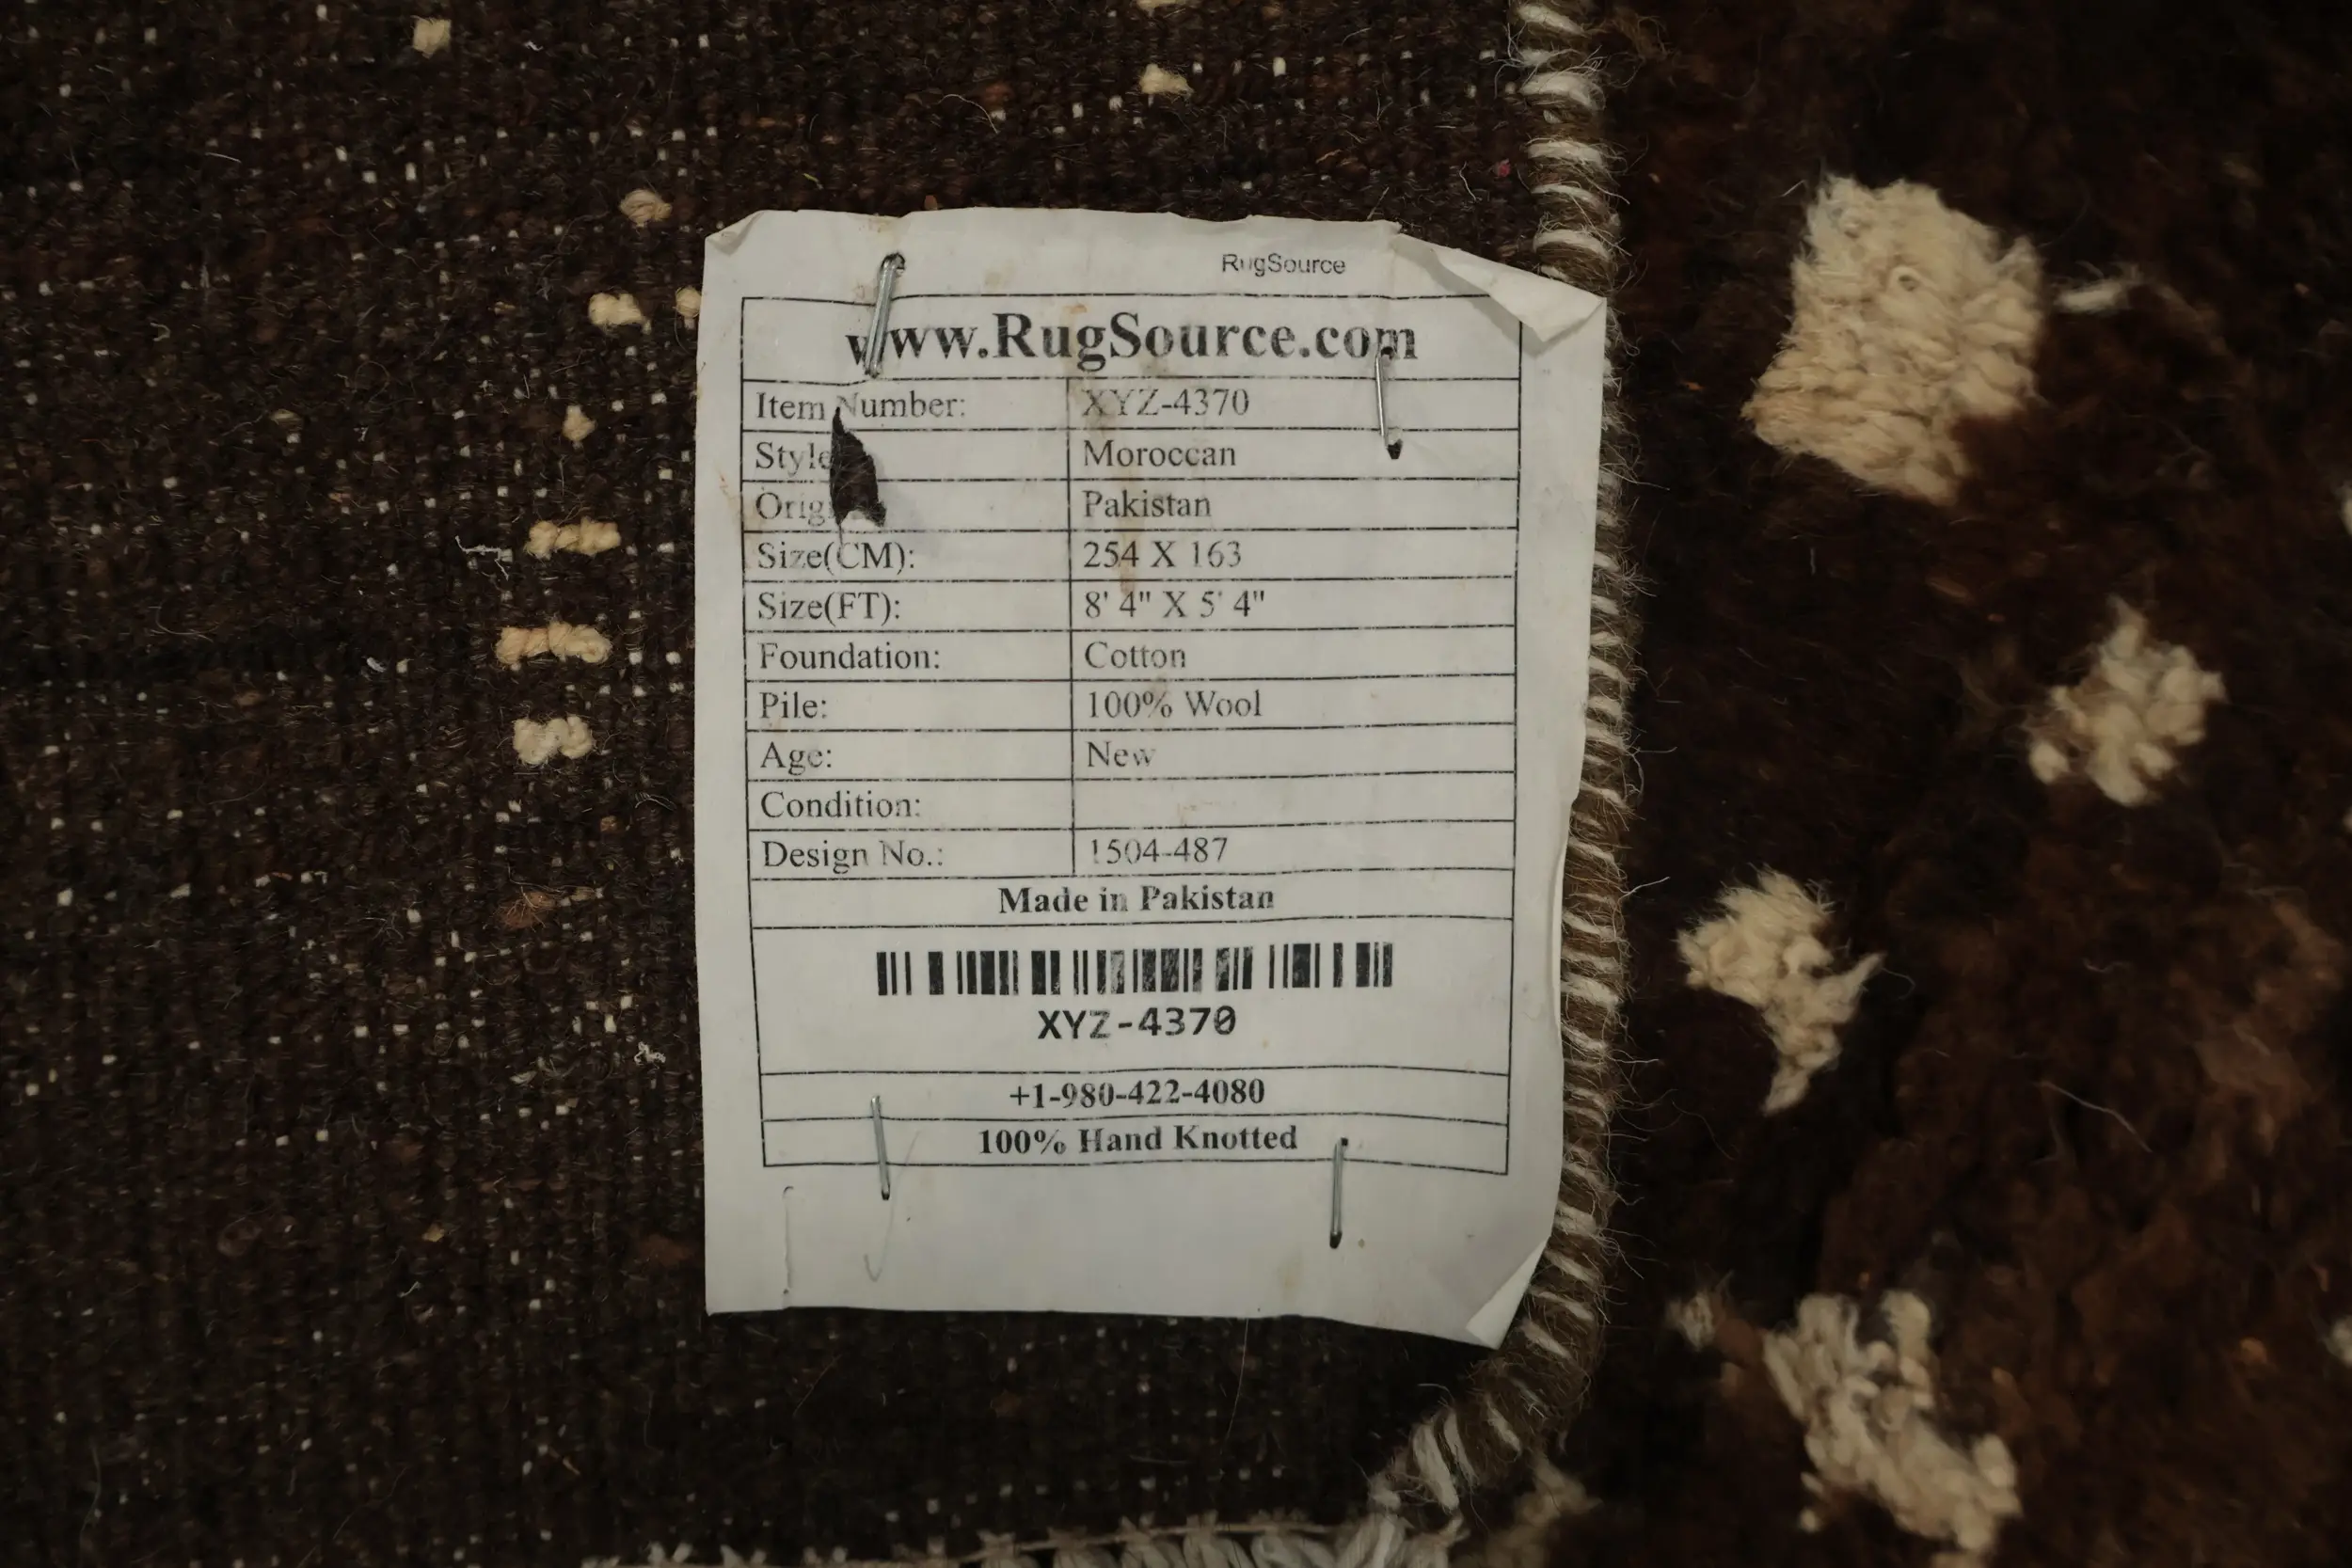 RugSource
www.RugSource.com
Item Number: XYZ-4370
Style Moroccan
Orig Pakistan
Size(CM): 254 X 163
Size(FT): 8' 4" X 5' 4"
Foundation: Cotton
Pile: 100% Wool
Age: New
Condition:
Design No.: 1504-487
Made in Pakistan
XYZ-4370
+1-980-422-4080
100% Hand Knotted